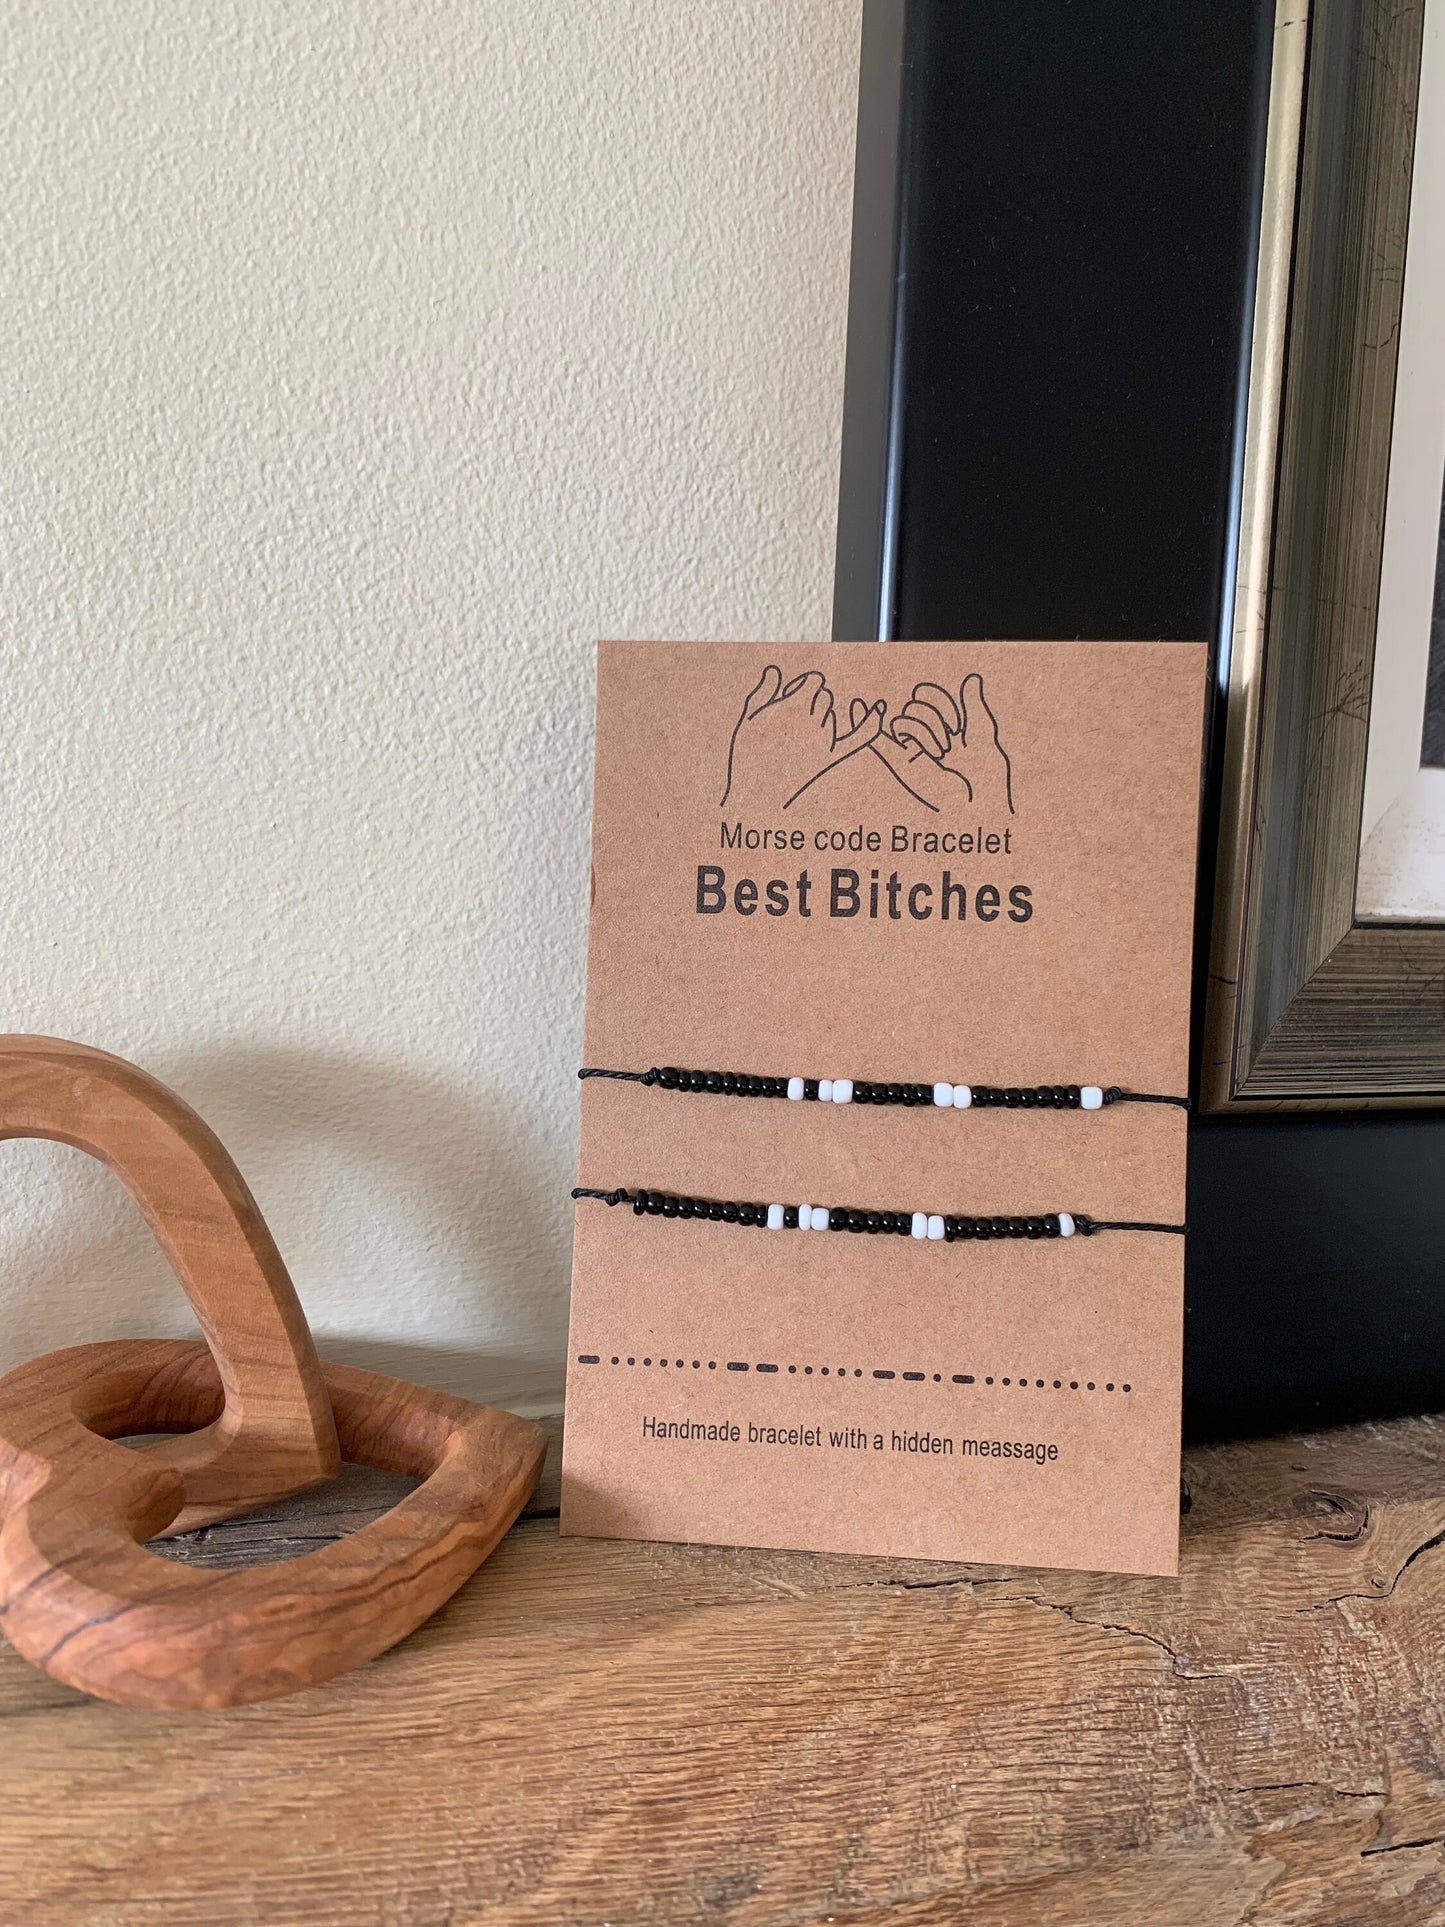 Morse code Bracelet
Best Bitches
Handmade bracelet with a hidden meassage